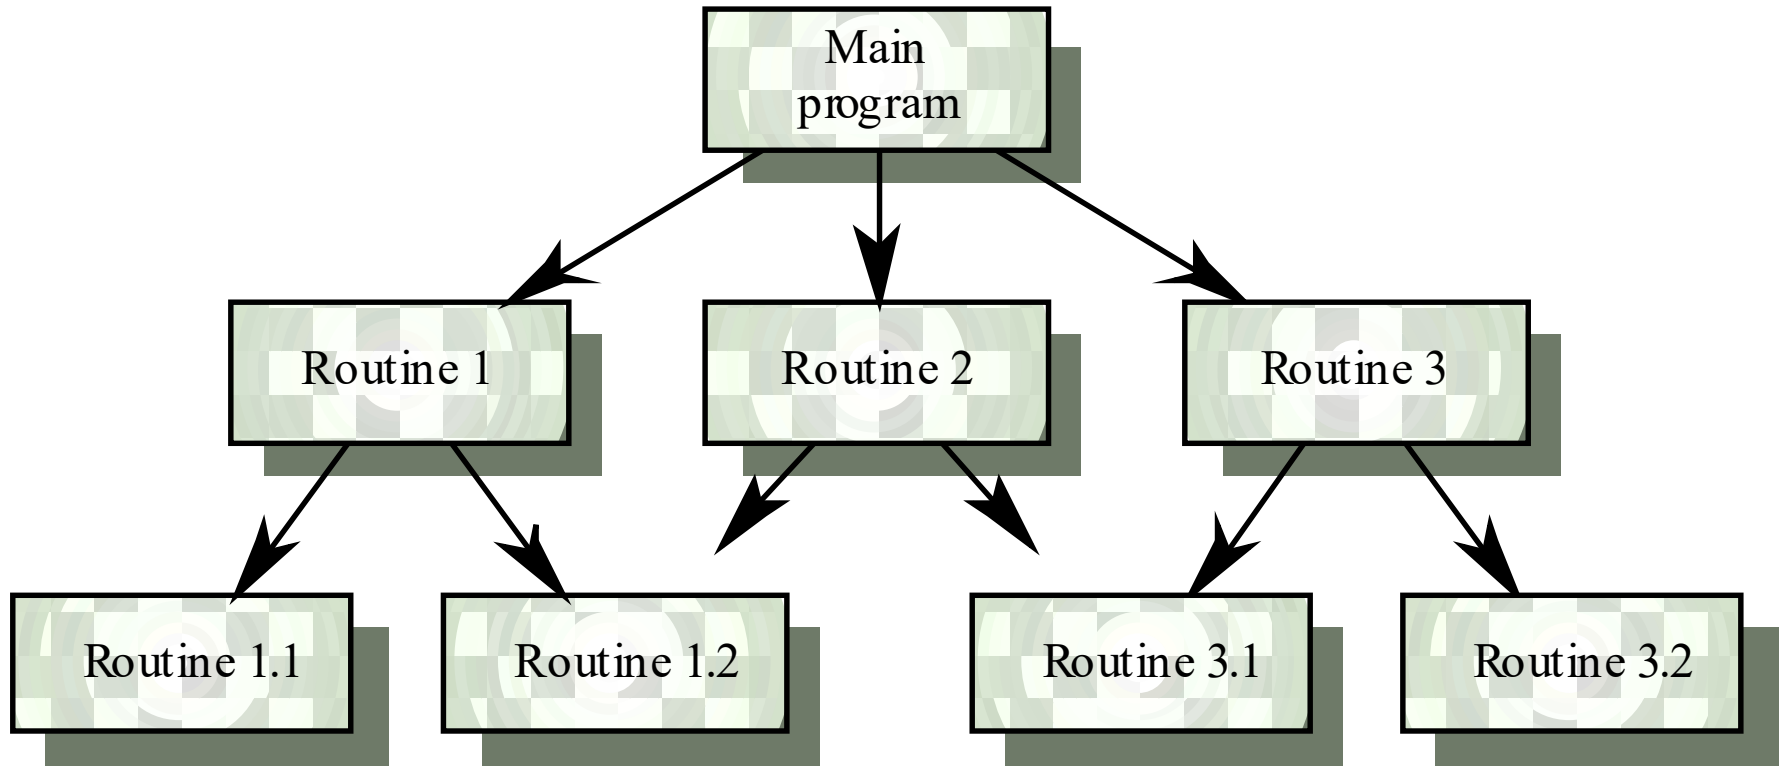 Main
program
Routine 1
Routine 2
Routine 3
Routine 1.1
Routine 1.2
Routine 3.1
Routine 3.2